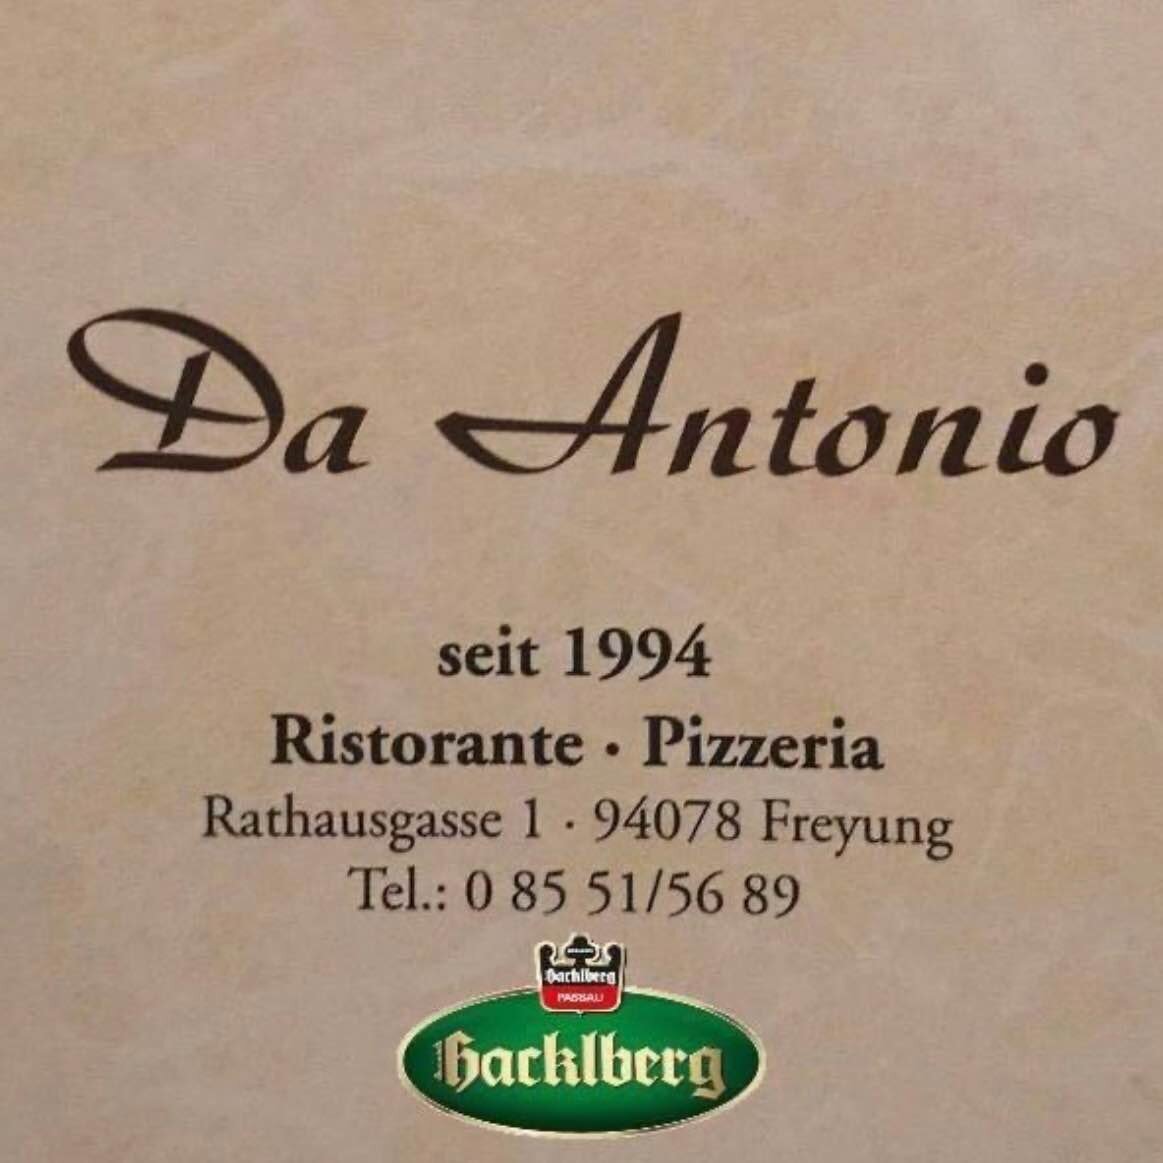 Da Antonio
seit 1994
Ristorante · Pizzeria
Rathausgasse 1 · 94078 Freyung
Tel.: 0 85 51/56 89
Hacklberg
PASSAU
Hacklberg